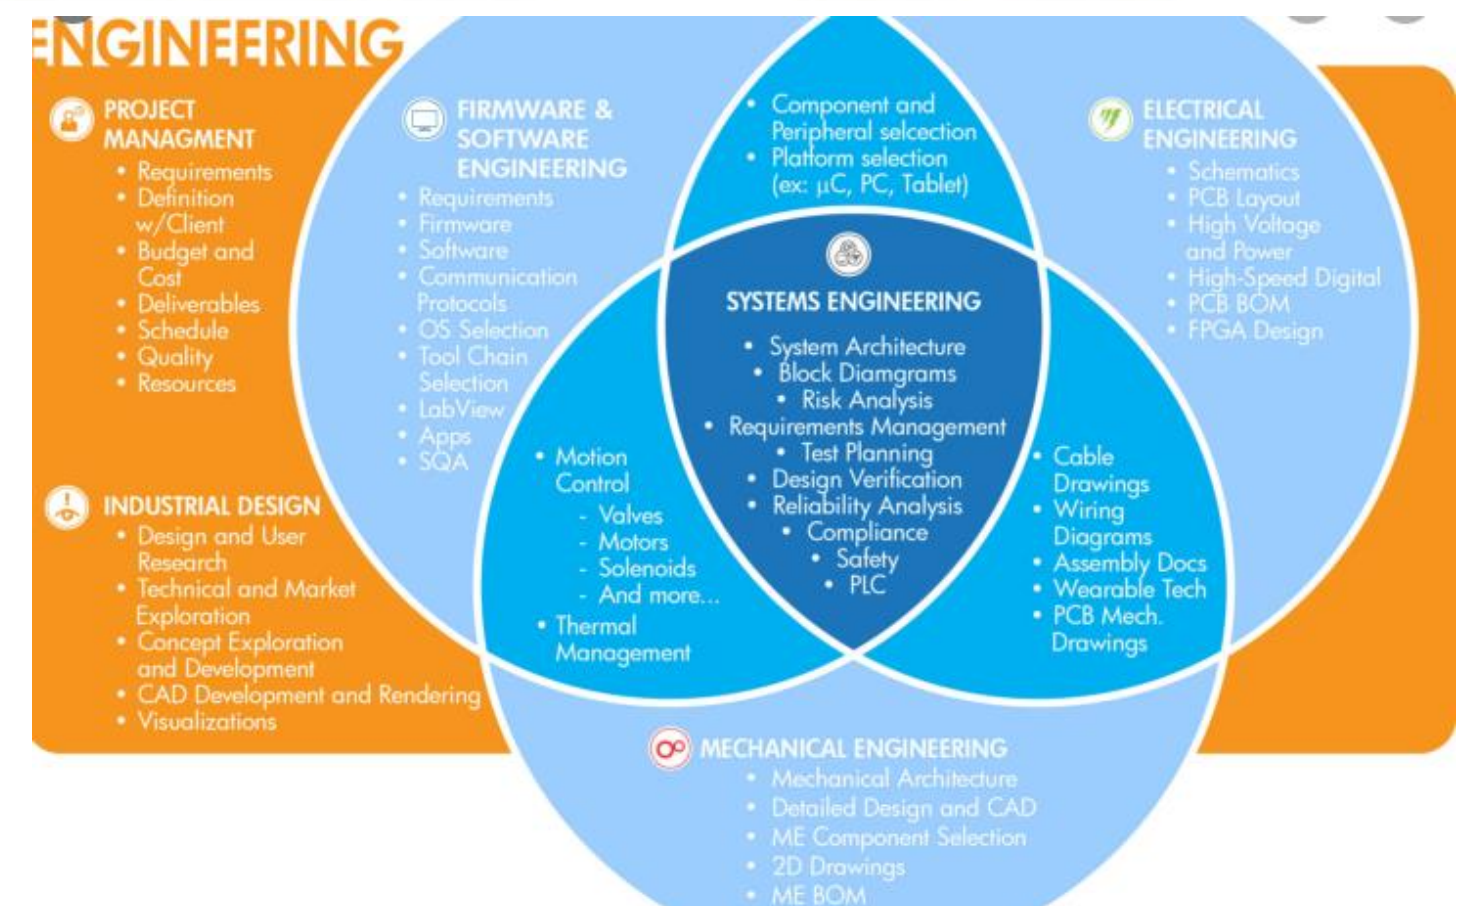 ENGINEERING
PROJECT
MANAGMENT
• Requirements
• Definition
w/Client
• Budget and
Cost
• Deliverables
• Schedule
• Quality
• Resources
INDUSTRIAL DESIGN
• Design and User
Research
• Technical and Market
Exploration
• Concept Exploration
and Development
• CAD Development and Rendering
• Visualizations
FIRMWARE &
SOFTWARE
ENGINEERING
• Requirements
• Firmware
• Software
• Communication
Protocols
• OS Selection
• Tool Chain
Selection
• LabView
• Apps
• SQA
• Component and
Peripheral selcection
• Platform selection
(ex: µC, PC, Tablet)
ELECTRICAL
ENGINEERING
• Schematics
• PCB Layout
• High Voltage
and Power
• High-Speed Digital
• PCB BOM
• FPGA Design
SYSTEMS ENGINEERING
• System Architecture
• Block Diamgrams
• Risk Analysis
• Requirements Management
• Test Planning
• Design Verification
• Reliability Analysis
• Compliance
• Safety
• PLC
• Motion
Control
- Valves
- Motors
- Solenoids
- And more...
• Thermal
Management
• Cable
Drawings
• Wiring
Diagrams
• Assembly Docs
• Wearable Tech
• PCB Mech.
Drawings
MECHANICAL ENGINEERING
• Mechanical Architecture
• Detailed Design and CAD
• ME Component Selection
• 2D Drawings
• ME BOM